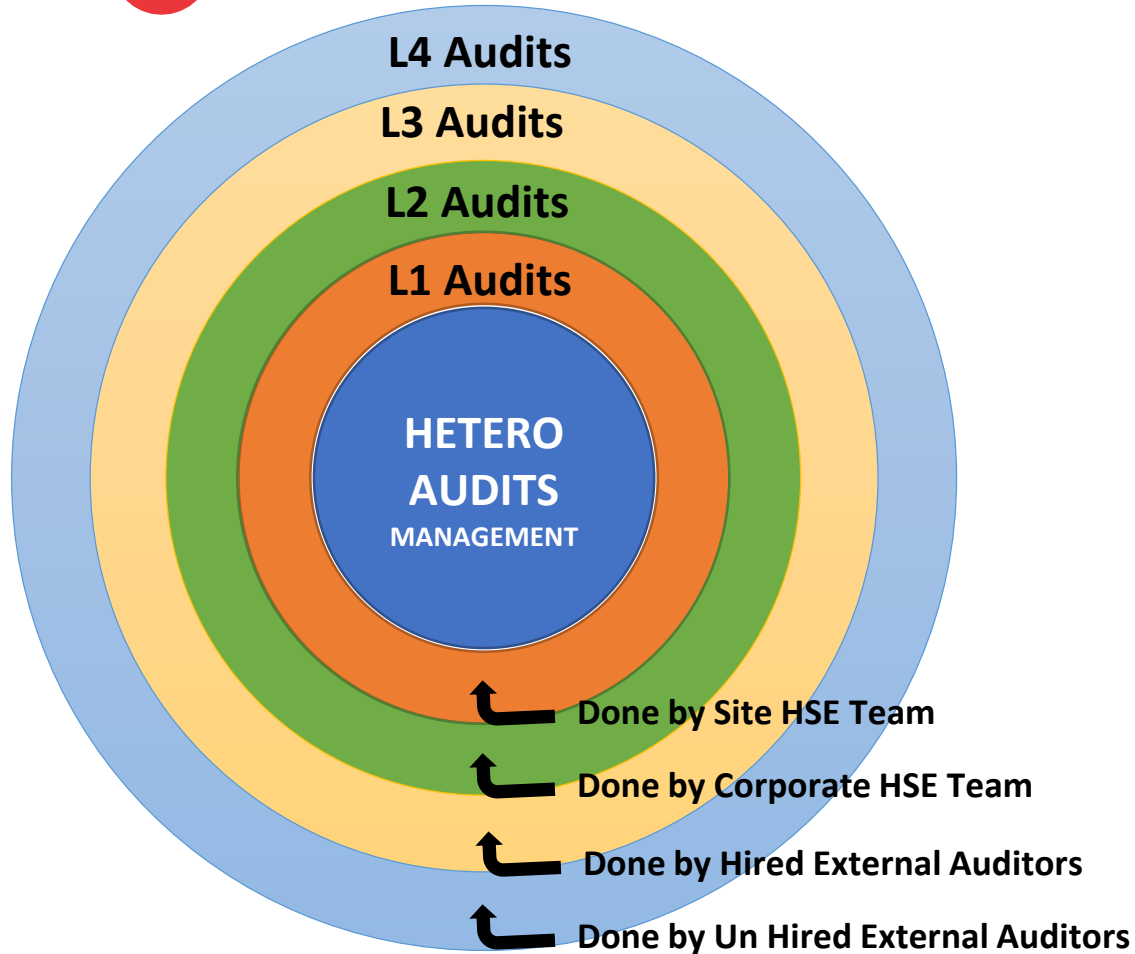 L4 Audits
L3 Audits
L2 Audits
L1 Audits
HETERO
AUDITS
MANAGEMENT
Done by Site HSE Team
Done by Corporate HSE Team
Done by Hired External Auditors
Done by Un Hired External Auditors